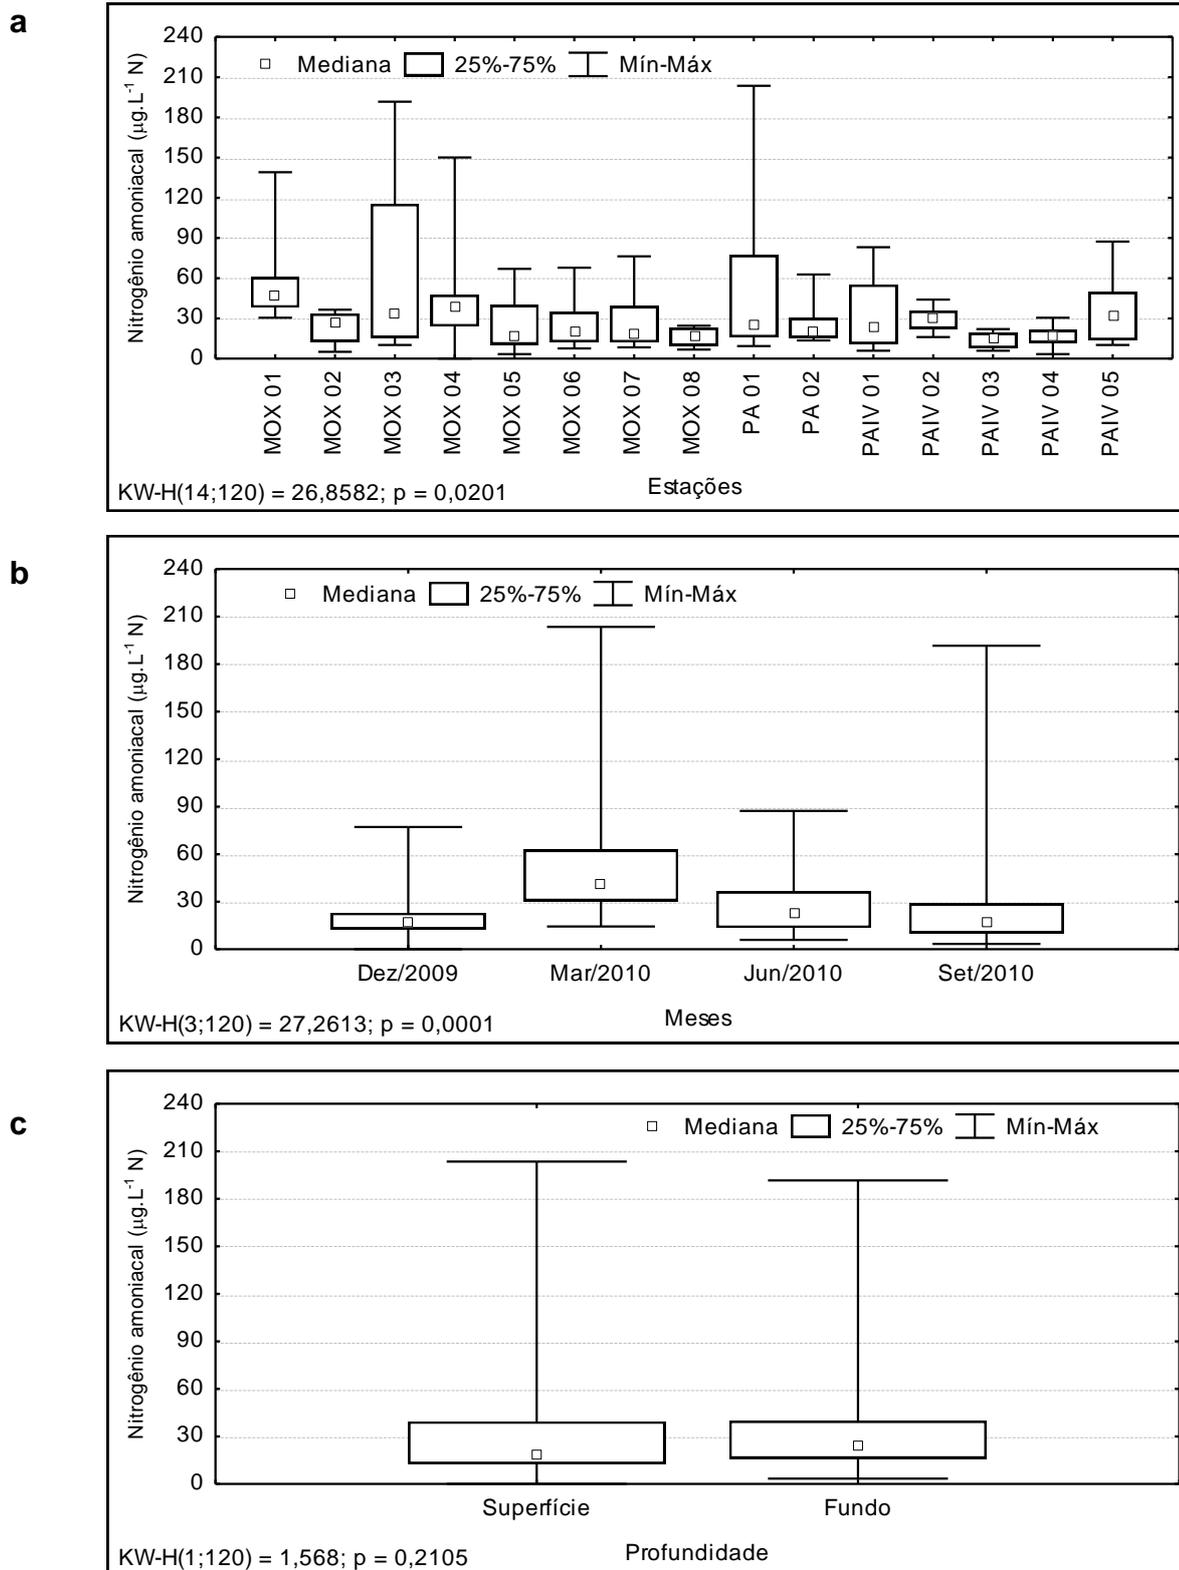 a
240
210
180
150
120
90
60
30
0
Nitrogênio amoniacal (µg.L-1 N)
Mediana 25%-75% Mín-Máx
MOX 01
MOX 02
MOX 03
MOX 04
MOX 05
MOX 06
MOX 07
MOX 08
PA 01
PA 02
PAIV 01
PAIV 02
PAIV 03
PAIV 04
PAIV 05
Estações
KW-H(14;120) = 26,8582; p = 0,0201
b
240
210
180
150
120
90
60
30
0
Nitrogênio amoniacal (µg.L-1 N)
Mediana 25%-75% Mín-Máx
Dez/2009 Mar/2010 Jun/2010 Set/2010
Meses
KW-H(3;120) = 27,2613; p = 0,0001
c
240
210
180
150
120
90
60
30
0
Nitrogênio amoniacal (µg.L-1 N)
Mediana 25%-75% Mín-Máx
Superfície Fundo
Profundidade
KW-H(1;120) = 1,568; p = 0,2105